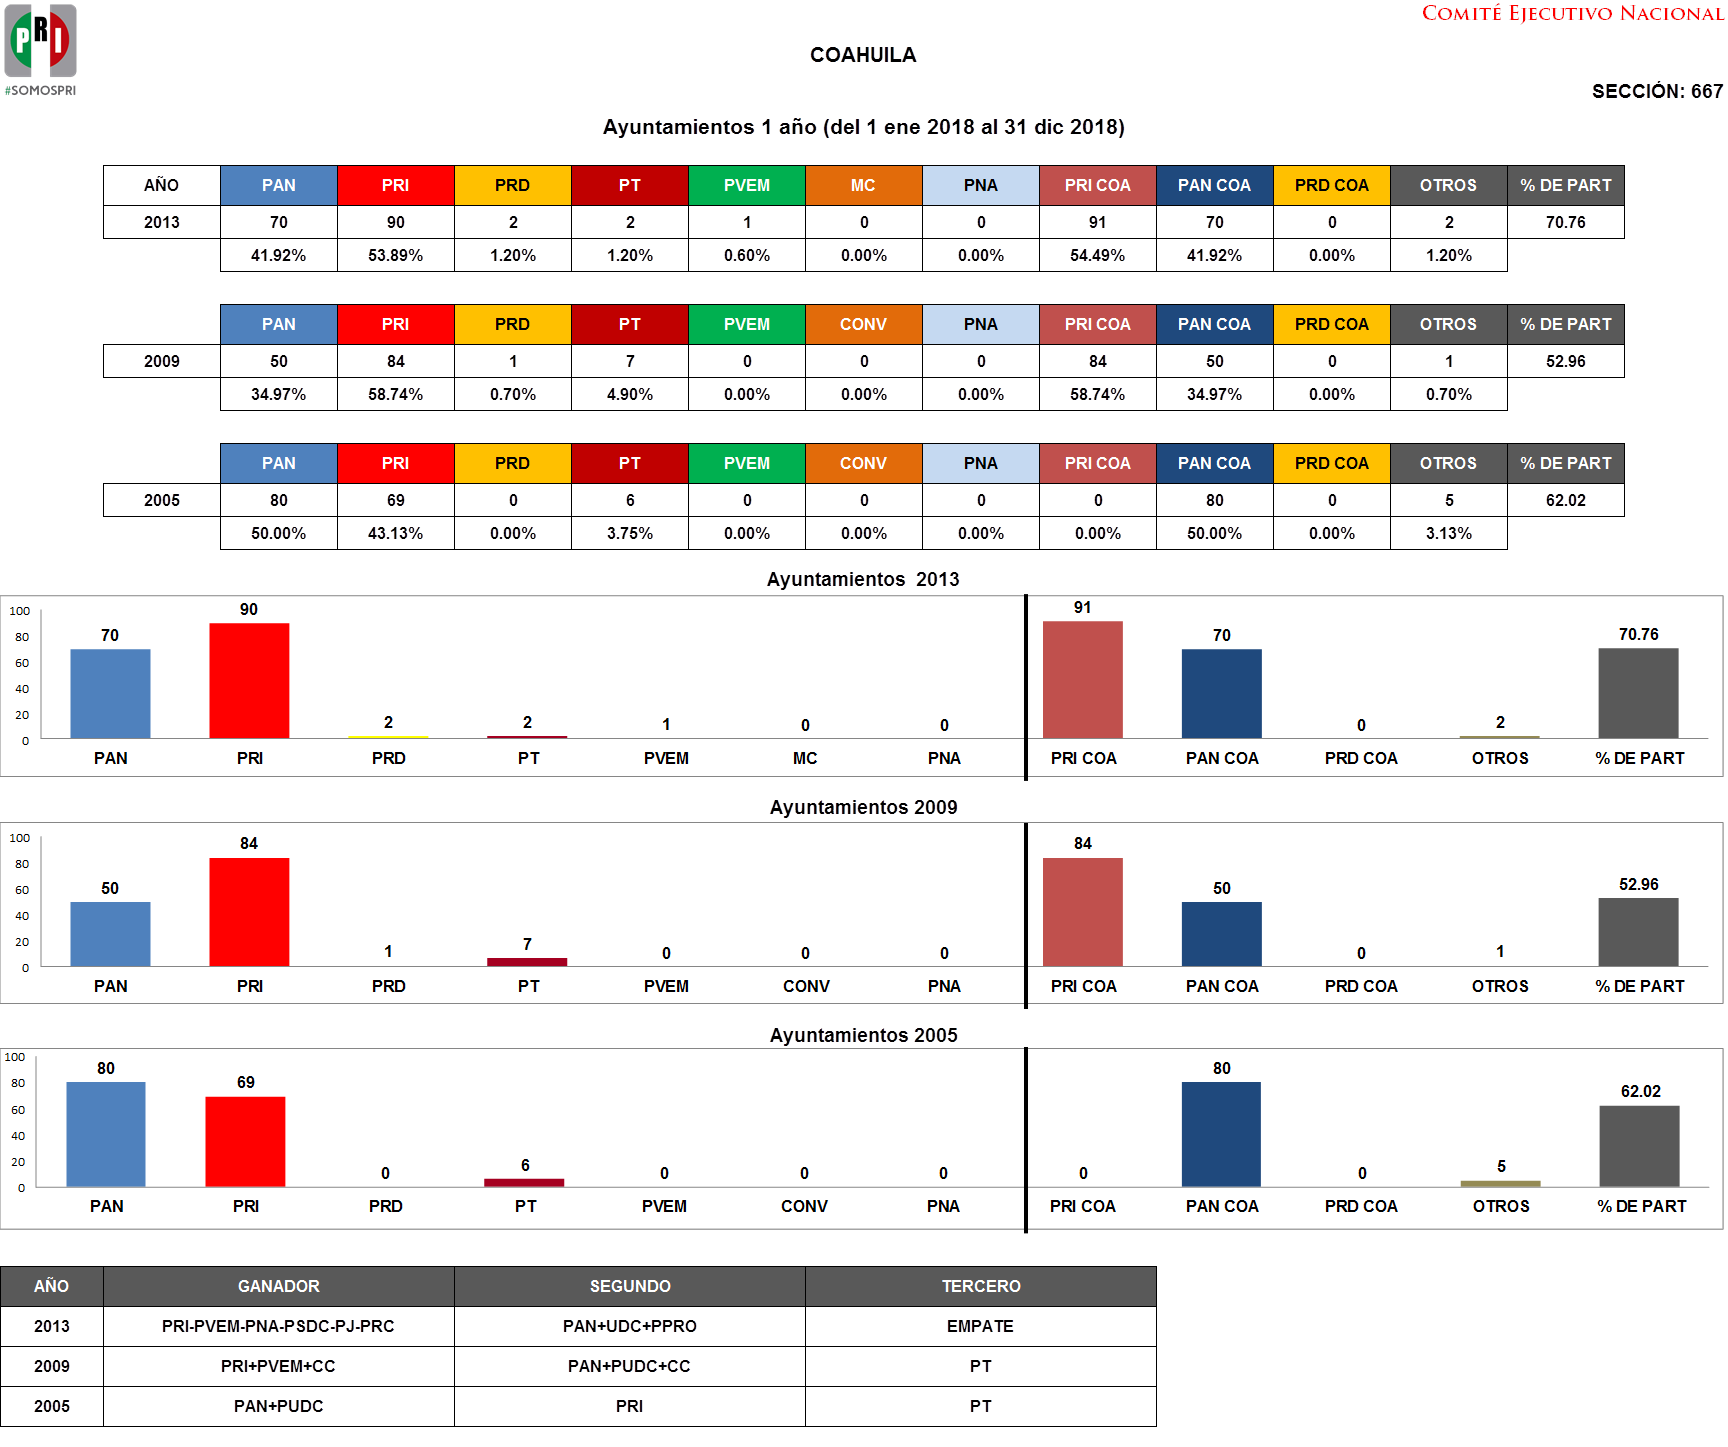 COMITÉ EJECUTIVO NACIONAL
PRI
#SOMOSPRI
COAHUILA
SECCIÓN: 667
Ayuntamientos 1 año (del 1 ene 2018 al 31 dic 2018)
AÑO PAN PRI PRD PT PVEM MC PNA PRI COA PAN COA PRD COA OTROS % DE PART
2013 70 90 2 2 1 0 0 91 70 0 2 70.76
41.92% 53.89% 1.20% 1.20% 0.60% 0.00% 0.00% 54.49% 41.92% 0.00% 1.20%
PAN PRI PRD PT PVEM CONV PNA PRI COA PAN COA PRD COA OTROS % DE PART
2009 50 84 1 7 0 0 0 84 50 0 1 52.96
34.97% 58.74% 0.70% 4.90% 0.00% 0.00% 0.00% 58.74% 34.97% 0.00% 0.70%
PAN PRI PRD PT PVEM CONV PNA PRI COA PAN COA PRD COA OTROS % DE PART
2005 80 69 0 6 0 0 0 0 80 0 5 62.02
50.00% 43.13% 0.00% 3.75% 0.00% 0.00% 0.00% 0.00% 50.00% 0.00% 3.13%
Ayuntamientos 2013
100
80
60
40
20
0
70 90 2 2 1 0 0 91 70 0 2 70.76
PAN PRI PRD PT PVEM MC PNA PRI COA PAN COA PRD COA OTROS % DE PART
Ayuntamientos 2009
100
80
60
40
20
0
50 84 1 7 0 0 0 84 50 0 1 52.96
PAN PRI PRD PT PVEM CONV PNA PRI COA PAN COA PRD COA OTROS % DE PART
Ayuntamientos 2005
100
80
60
40
20
0
80 69 0 6 0 0 0 0 80 0 5 62.02
PAN PRI PRD PT PVEM CONV PNA PRI COA PAN COA PRD COA OTROS % DE PART
AÑO GANADOR SEGUNDO TERCERO
2013 PRI-PVEM-PNA-PSDC-PJ-PRC PAN+UDC+PPRO EMPATE
2009 PRI+PVEM+CC PAN+PUDC+CC PT
2005 PAN+PUDC PRI PT